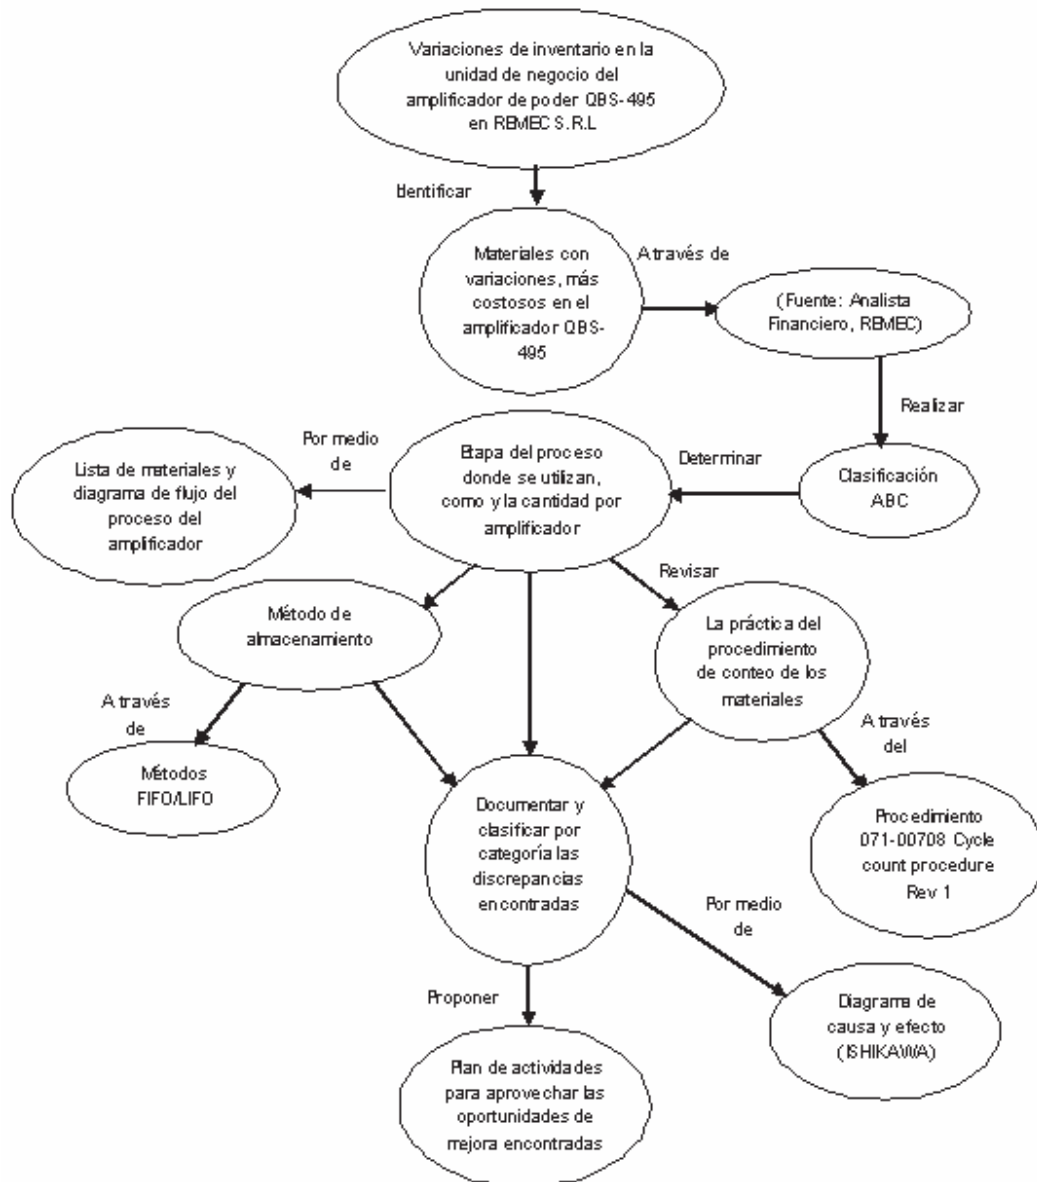 Variaciones de inventario en la
unidad de negocio del
amplificador de poder QBS-495
en REMEC S.R.L
Identificar
Materiales con
variaciones, más
costosos en el
amplificador QBS-
495
A través de
(Fuente: Analista
Financiero, REMEC)
Realizar
Clasificación
ABC
Determinar
Etapa del proceso
donde se utilizan,
como y la cantidad por
amplificador
Por medio
de
Lista de materiales y
diagrama de flujo del
proceso del
amplificador
Revisar
Método de
almacenamiento
La práctica del
procedimiento
de conteo de los
materiales
A través
de
Métodos
FIFO/LIFO
A través
del
Procedimiento
071-00708 Cycle
count procedure
Rev 1
Documentar y
clasificar por
categoría las
discrepancias
encontradas
Por medio
de
Diagrama de
causa y efecto
(ISHIKAWA)
Proponer
Plan de actividades
para aprovechar las
oportunidades de
mejora encontradas